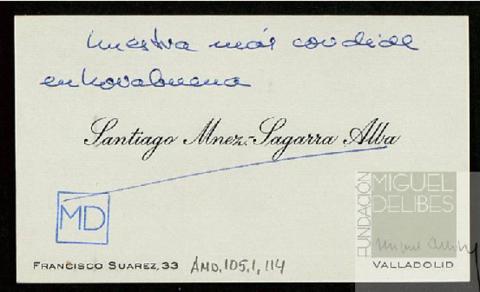 Nuestra más cordial
enhorabuena
Santiago Mnez-Sagarra Alba
MD
FUNDACIÓN
MIGUEL
DELIBES
FRANCISCO SUAREZ, 33
AMD, 105, 1, 114
VALLADOLID